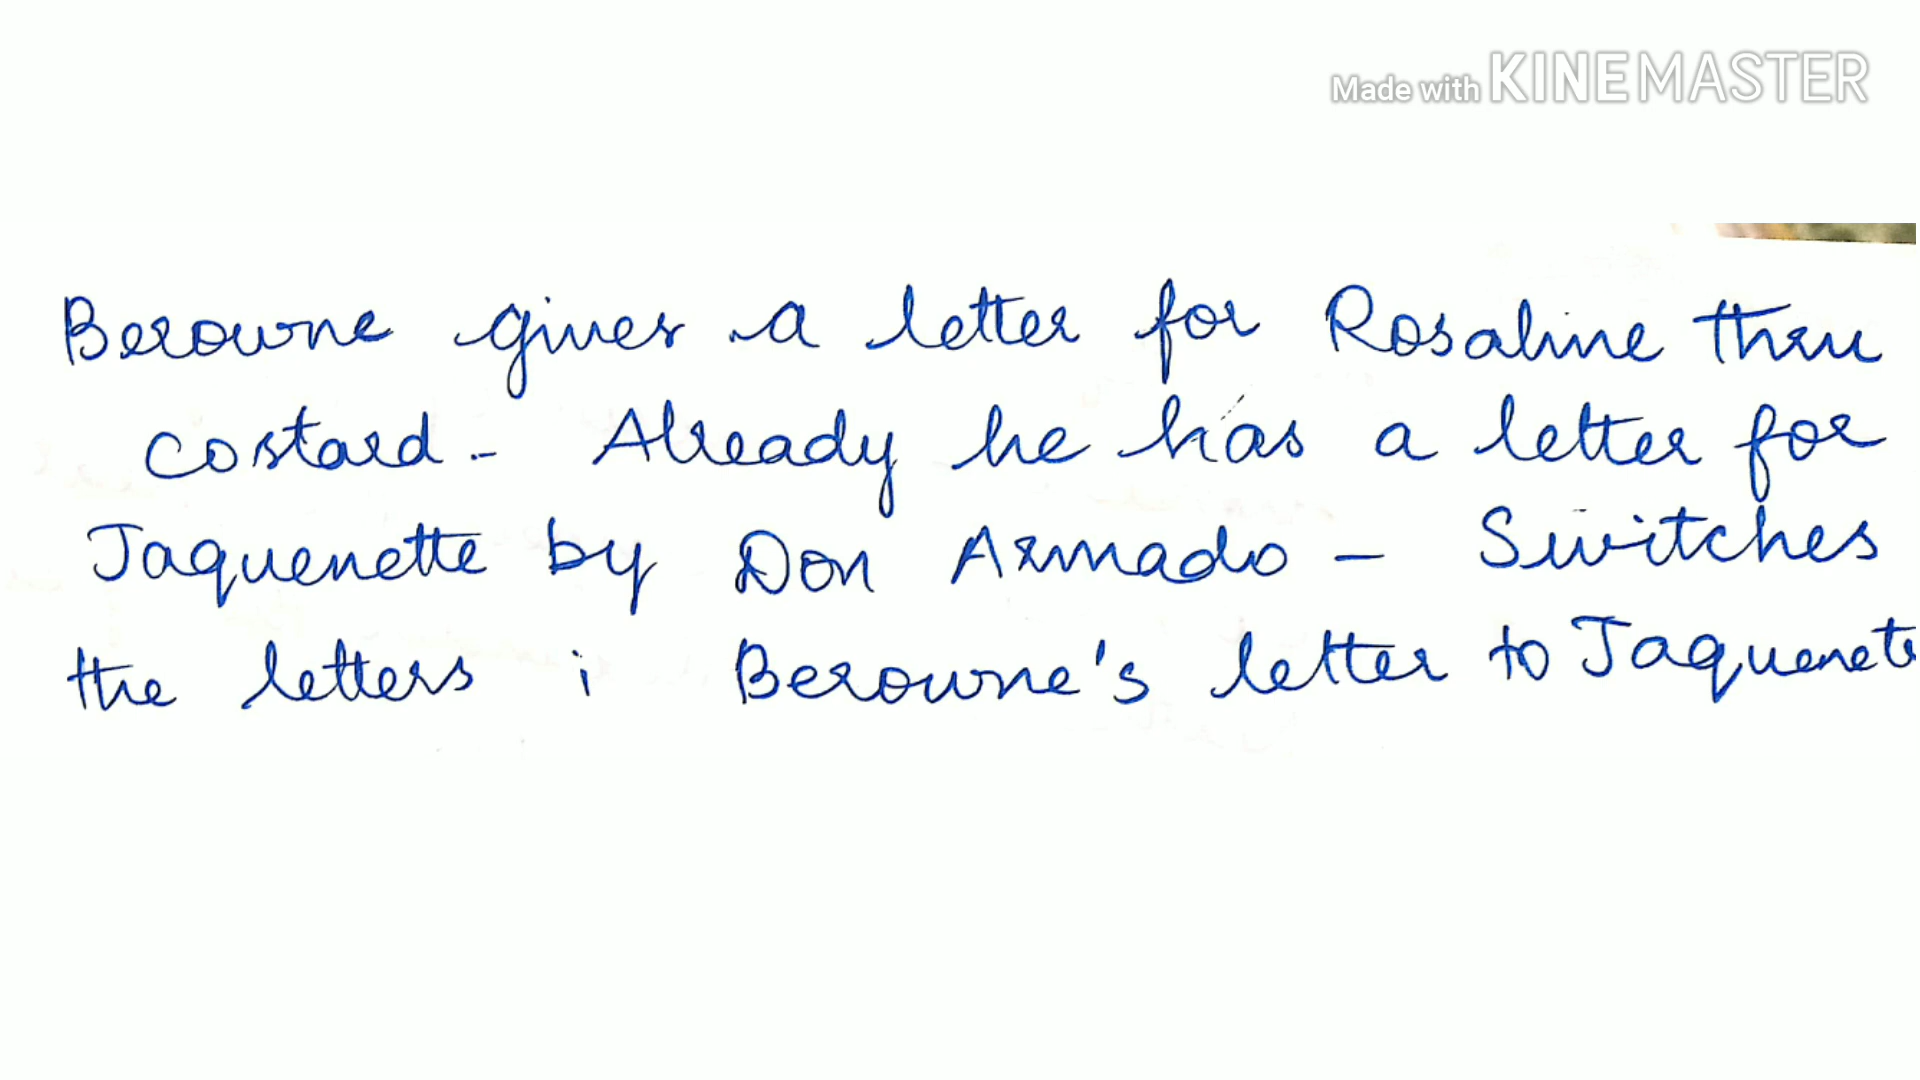 Made with KINEMASTER
Berowne gives a letter for Rosaline thru
costard - Already he has a letter for
Jaquenette by Don Armado - Switches
the letters i Berowne's letter to Jaquenete